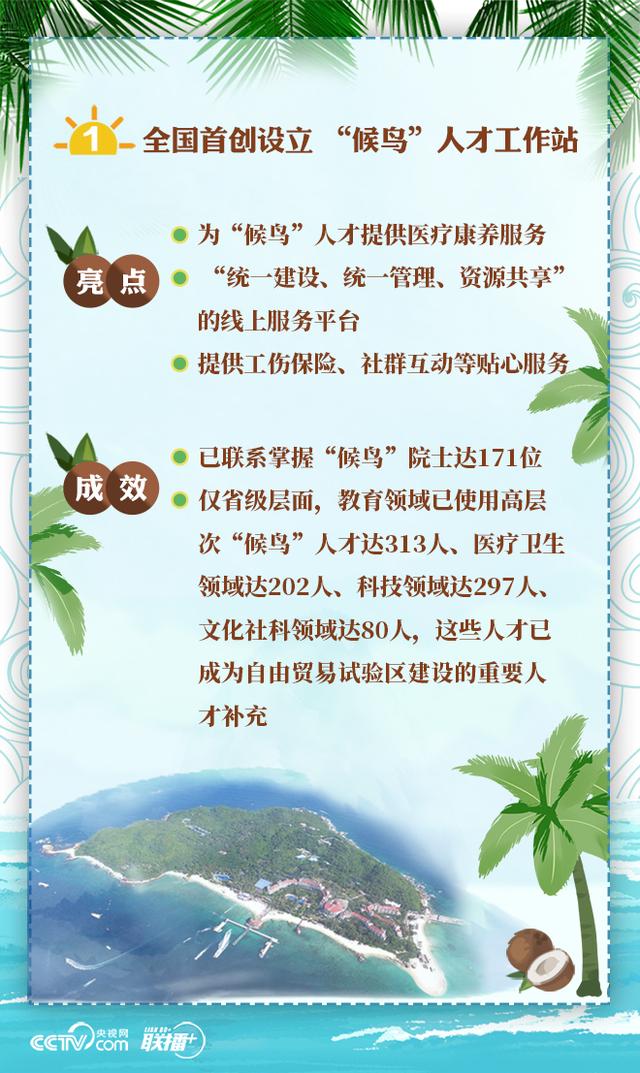 1 全国首创设立“候鸟”人才工作站
亮点
为“候鸟”人才提供医疗康养服务
“统一建设、统一管理、资源共享”
的线上服务平台
提供工伤保险、社群互动等贴心服务
成效
已联系掌握“候鸟”院士达171位
仅省级层面，教育领域已使用高层
次“候鸟”人才达313人、医疗卫生
领域达202人、科技领域达297人、
文化社科领域达80人，这些人才已
成为自由贸易试验区建设的重要人
才补充
CCTV.com 央视网
联播+